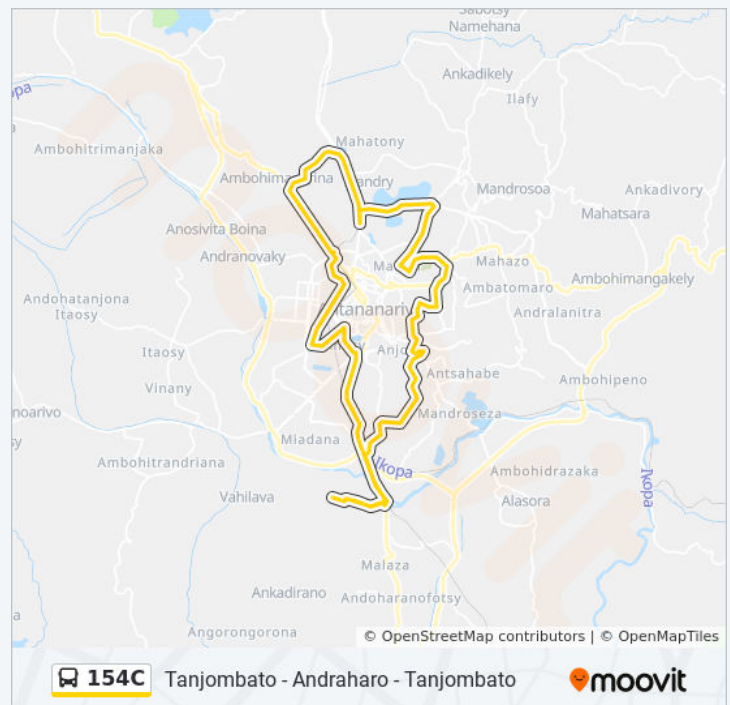 Sabotsy
Namehana
Ankadikely
Ilafy
opa
Mahatony
Ambohitrimanjaka
Mandrosoa
Ankadivory
Mahatsara
Anosivita Boina
Andranovaky
Mahazo
Ambohimangakely
Ambatomaro
Andohatanjona
Itaosy
Andralanitra
Itaosy
Antsahabe
Ambohipeno
Vinany
noarivo
Mandroseza
Miadana
Ikopa
Ambohitrandriana
Ambohidrazaka
Ikopa
Vahilava
Alasora
Malaza
Ankadirano
Andoharanofotsy
Angorongorona
© OpenStreetMap contributors | © OpenMapTiles
154C Tanjombato - Andraharo - Tanjombato moovit